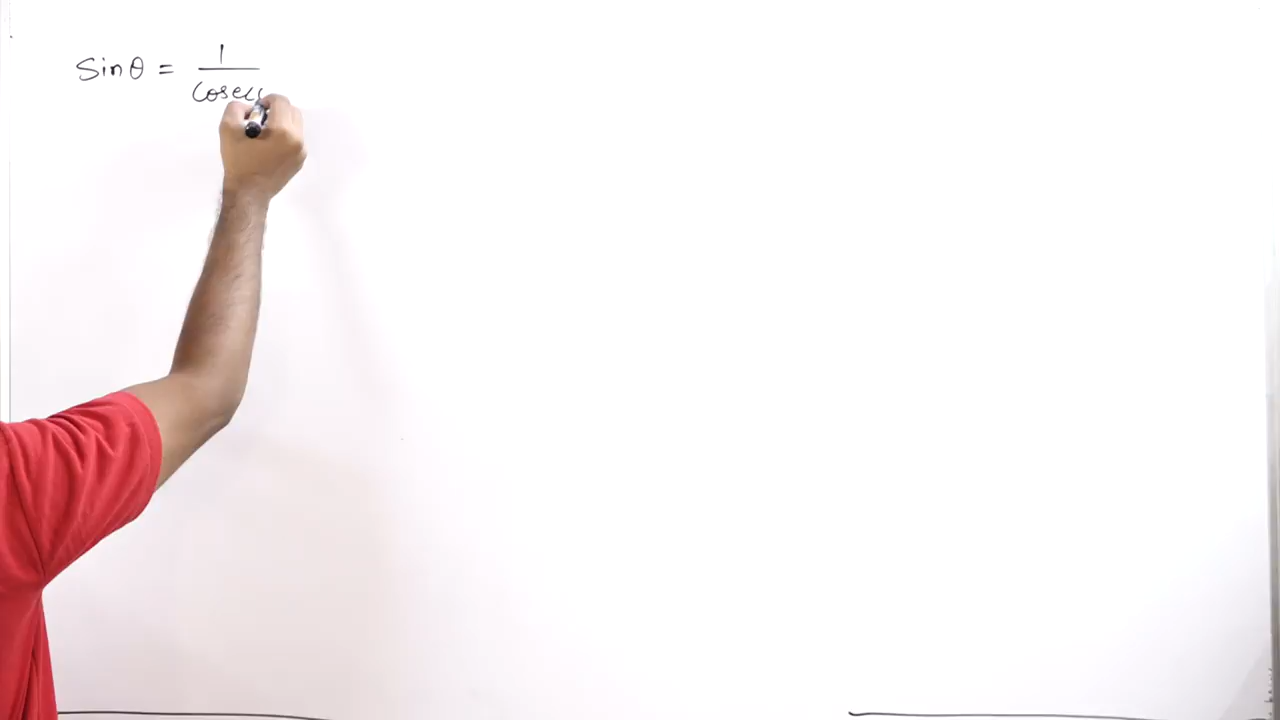 Sinθ = 1/Cosec